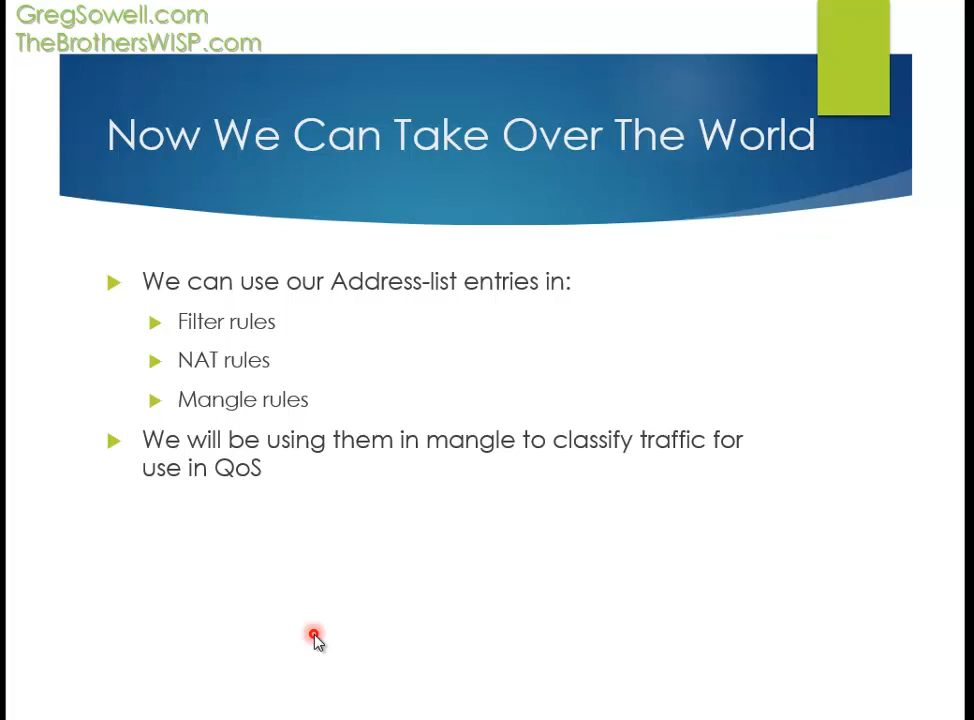 GregSowell.com
TheBrothersWISP.com
Now We Can Take Over The World
We can use our Address-list entries in:
Filter rules
NAT rules
Mangle rules
We will be using them in mangle to classify traffic for
use in QoS